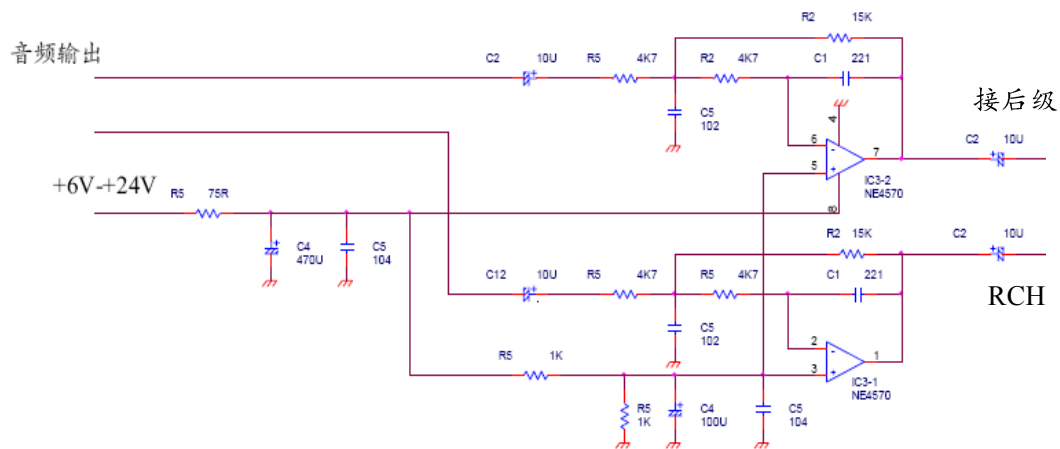 R2 15K
音频输出
C2 10U R5 4K7 R2 4K7 C1 221
接后级
C5
102
4
6
5
7
8
C2 10U
IC3-2
NE4570
+6V-+24V
R5 75R
C4
470U
C5
104
R2 15K
C2 10U
C12 10U R5 4K7 R5 4K7 C1 221
RCH
C5
102
2
3
1
R5 1K
IC3-1
NE4570
R5
1K
C4
100U
C5
104